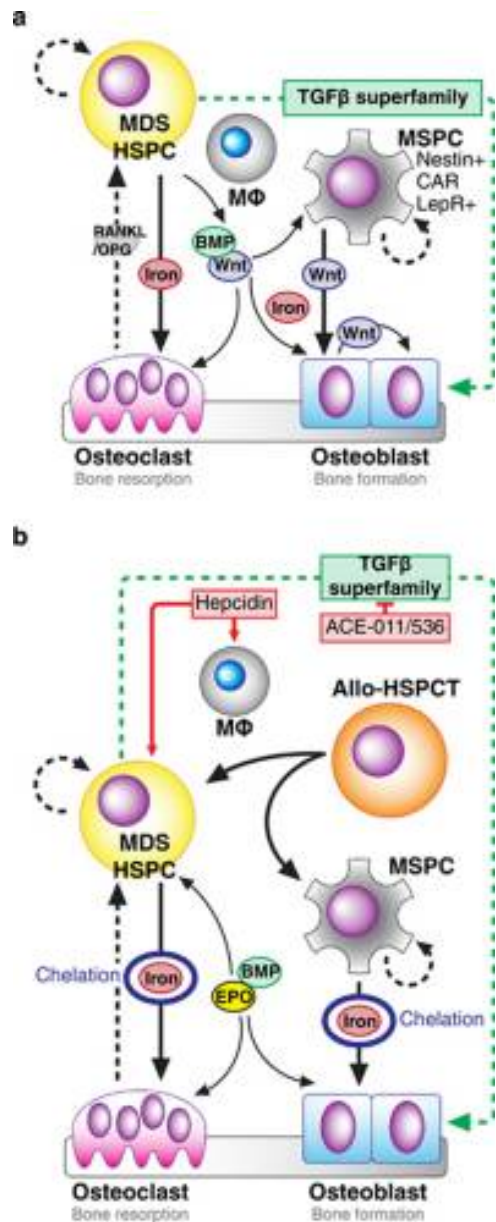 a
TGFβ superfamily
MDS
HSPC
MΦ
MSPC
Nestin+
CAR
LepR+
RANKL
/OPG
BMP
Wnt
Iron
Iron
Wnt
Wnt
Osteoclast
Bone resorption
Osteoblast
Bone formation
b
TGFβ
superfamily
Hepcidin
ACE-011/536
MΦ
Allo-HSPCT
MDS
HSPC
MSPC
Chelation
Iron
BMP
EPO
Iron
Chelation
Osteoclast
Bone resorption
Osteoblast
Bone formation